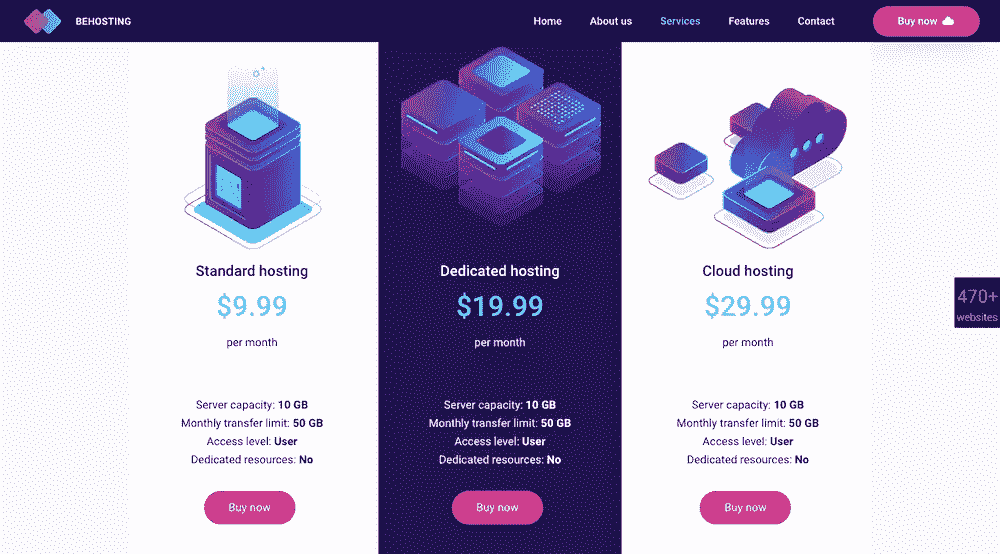 BEHOSTING
Home About us Services Features Contact Buy now
Standard hosting
$9.99
per month
Server capacity: 10 GB
Monthly transfer limit: 50 GB
Access level: User
Dedicated resources: No
Buy now
Dedicated hosting
$19.99
per month
Server capacity: 10 GB
Monthly transfer limit: 50 GB
Access level: User
Dedicated resources: No
Buy now
Cloud hosting
$29.99
per month
Server capacity: 10 GB
Monthly transfer limit: 50 GB
Access level: User
Dedicated resources: No
Buy now
470+
websites